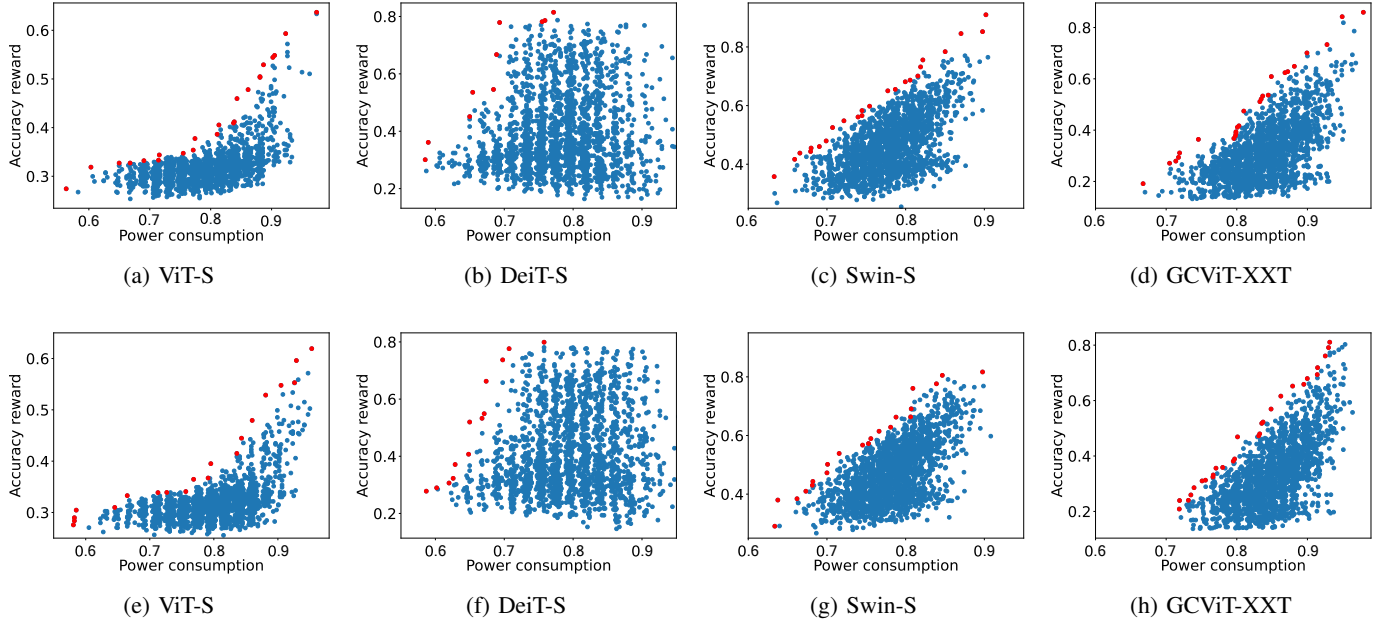 0.6
0.5
0.4
0.3
Accuracy reward
0.6 0.7 0.8 0.9
Power consumption
(a) ViT-S
0.8
0.6
0.4
0.2
Accuracy reward
0.6 0.7 0.8 0.9
Power consumption
(b) DeiT-S
0.8
0.6
0.4
Accuracy reward
0.6 0.7 0.8 0.9
Power consumption
(c) Swin-S
0.8
0.6
0.4
0.2
Accuracy reward
0.6 0.7 0.8 0.9
Power consumption
(d) GCViT-XXT
0.6
0.5
0.4
0.3
Accuracy reward
0.6 0.7 0.8 0.9
Power consumption
(e) ViT-S
0.8
0.6
0.4
0.2
Accuracy reward
0.6 0.7 0.8 0.9
Power consumption
(f) DeiT-S
0.8
0.6
0.4
Accuracy reward
0.6 0.7 0.8 0.9
Power consumption
(g) Swin-S
0.8
0.6
0.4
0.2
Accuracy reward
0.6 0.7 0.8 0.9
Power consumption
(h) GCViT-XXT